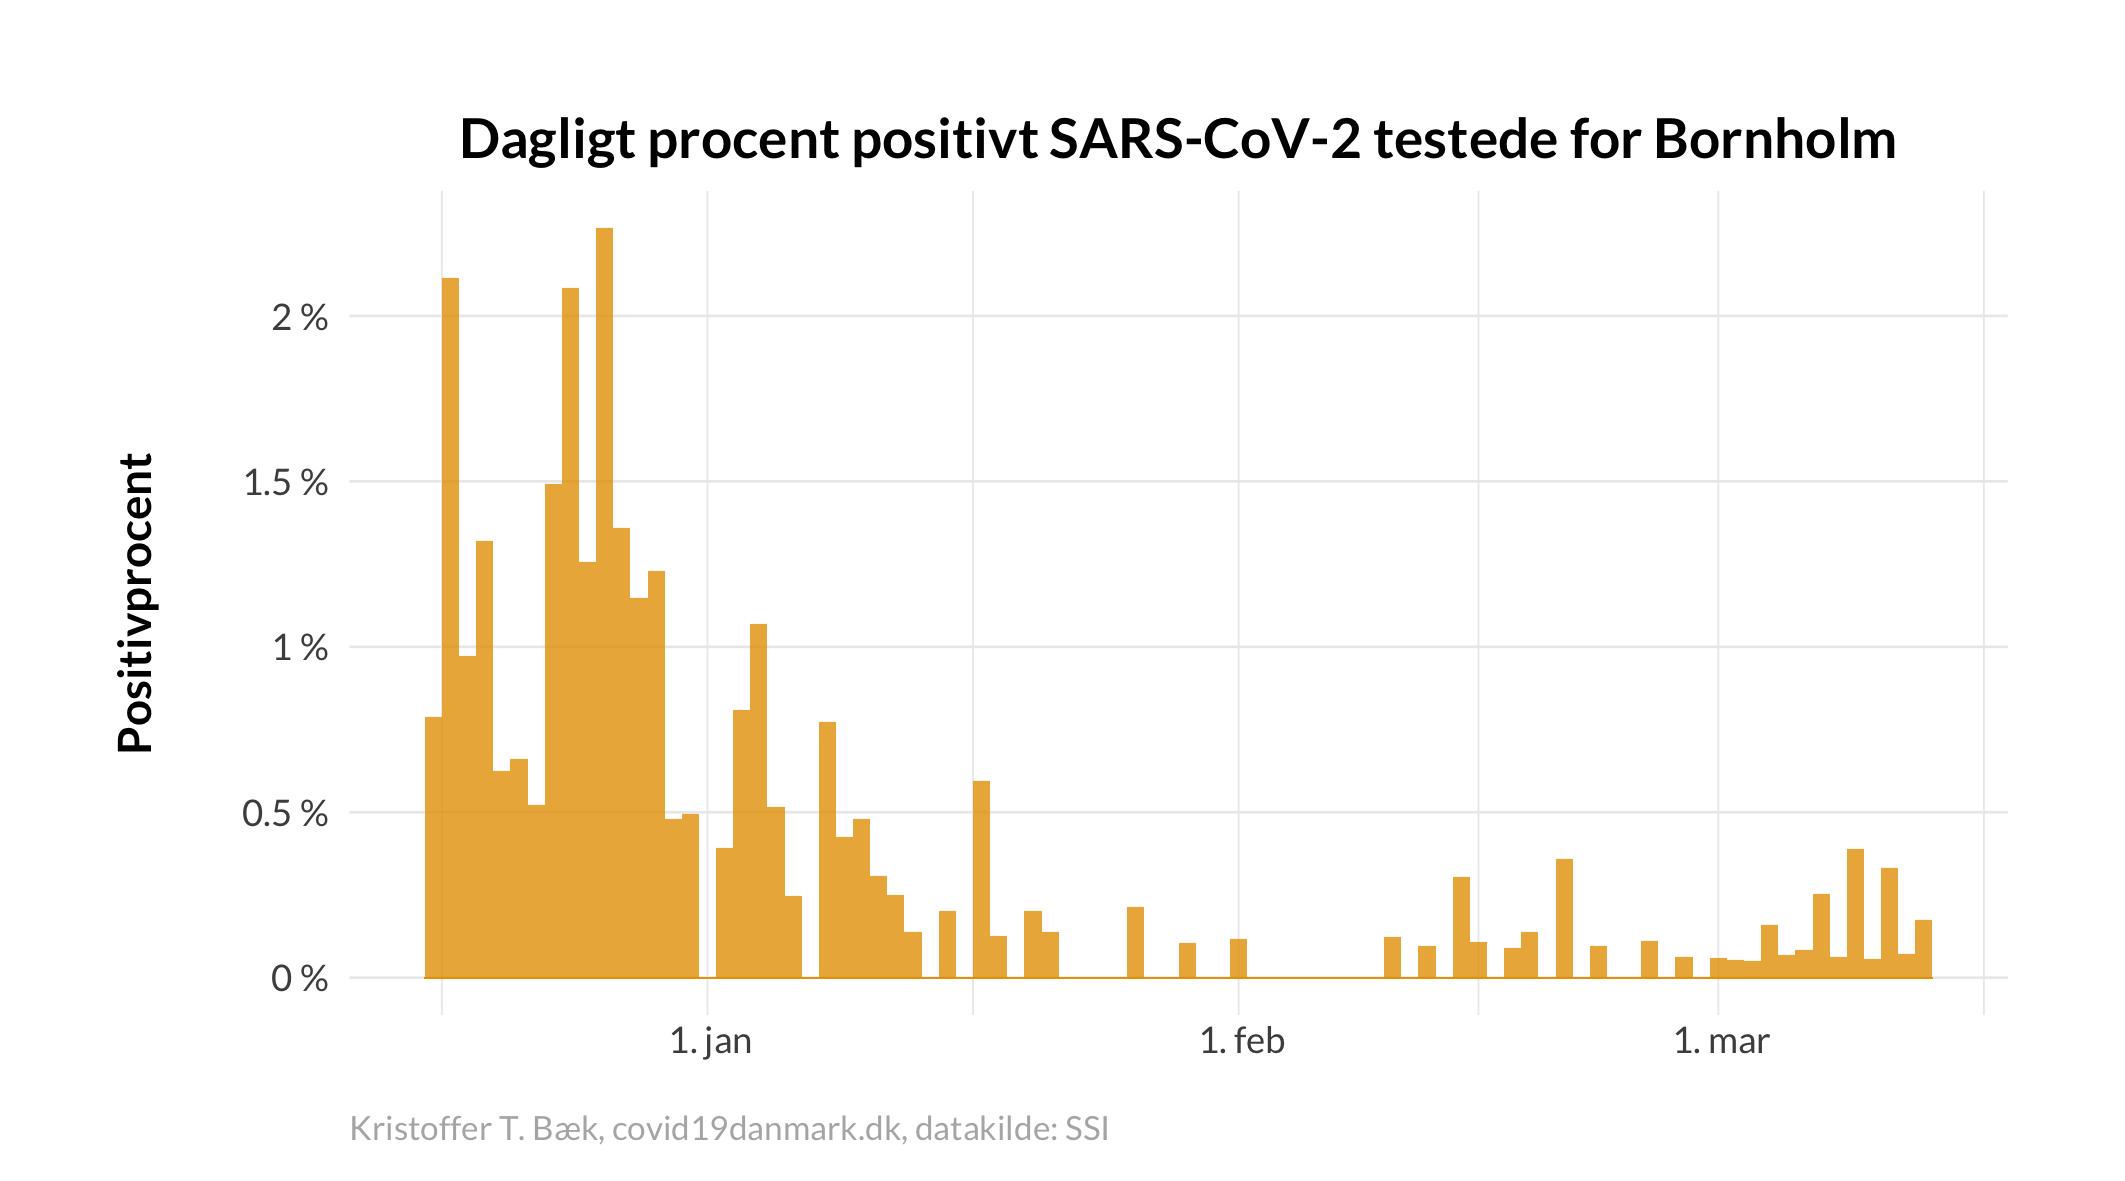 Dagligt procent positivt SARS-CoV-2 testede for Bornholm
Positivprocent
2 %
1.5 %
1 %
0.5 %
0 %
1. jan
1. feb
1. mar
Kristoffer T. Bæk, covid19danmark.dk, datakilde: SSI